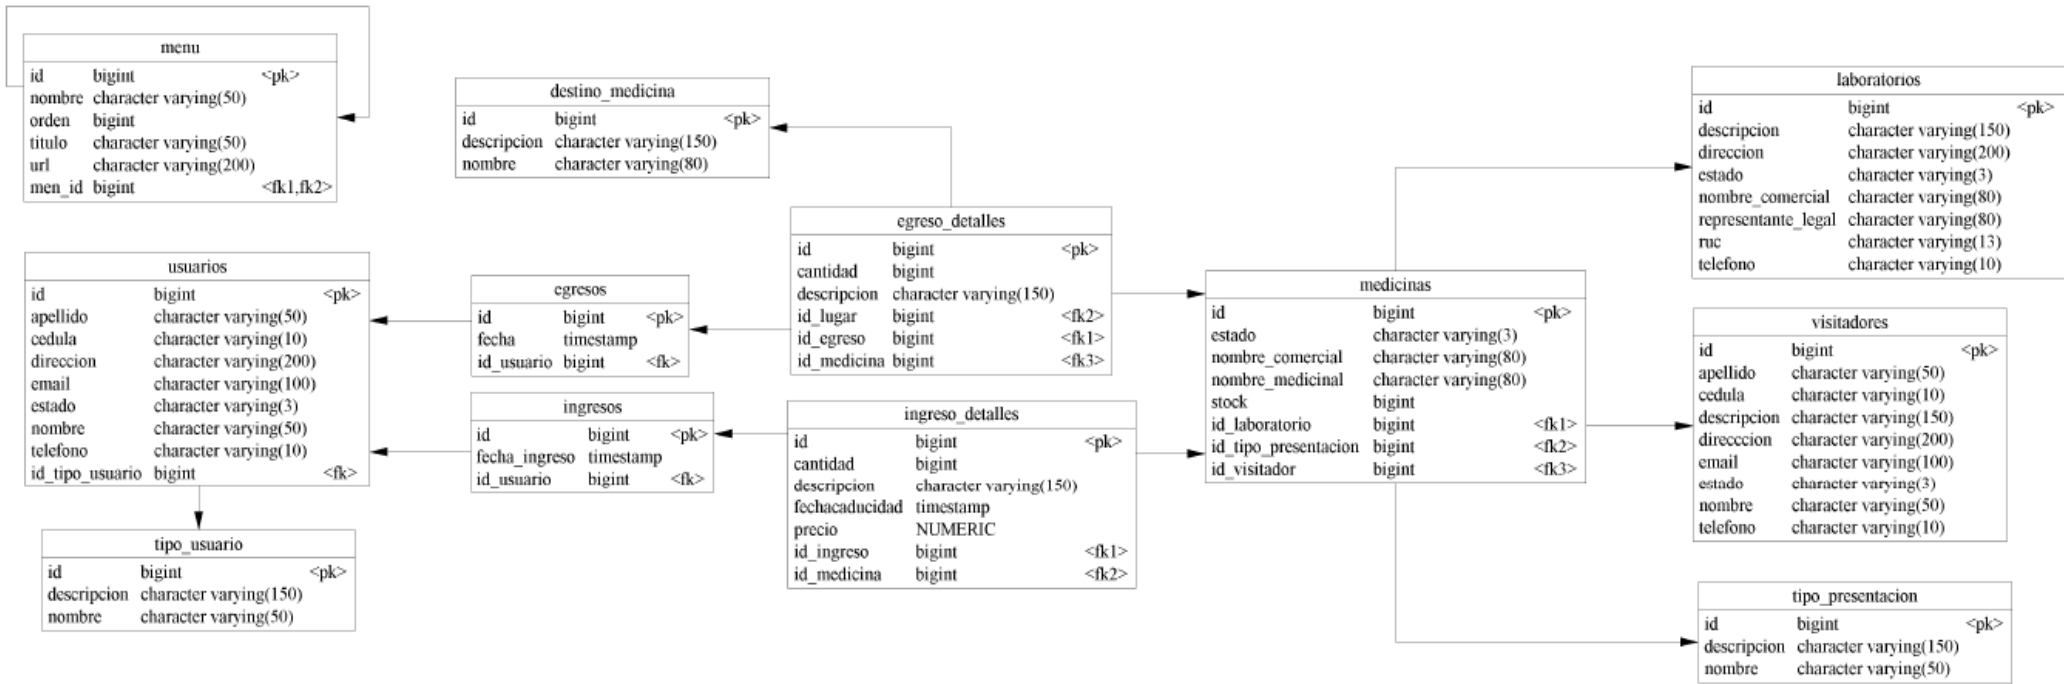 menu
id bigint <pk>
nombre character varying(50)
orden bigint
titulo character varying(50)
url character varying(200)
men_id bigint <fk1,fk2>
destino_medicina
id bigint <pk>
descripcion character varying(150)
nombre character varying(80)
laboratorios
id bigint <pk>
descripcion character varying(150)
direccion character varying(200)
estado character varying(3)
nombre_comercial character varying(80)
representante_legal character varying(80)
ruc character varying(13)
telefono character varying(10)
egreso_detalles
id bigint <pk>
cantidad bigint
descripcion character varying(150)
id_lugar bigint <fk2>
id_egreso bigint <fk1>
id_medicina bigint <fk3>
usuarios
id bigint <pk>
apellido character varying(50)
cedula character varying(10)
direccion character varying(200)
email character varying(100)
estado character varying(3)
nombre character varying(50)
telefono character varying(10)
id_tipo_usuario bigint <fk>
egresos
id bigint <pk>
fecha timestamp
id_usuario bigint <fk>
medicinas
id bigint <pk>
estado character varying(3)
nombre_comercial character varying(80)
nombre_medicinal character varying(80)
stock bigint
id_laboratorio bigint <fk1>
id_tipo_presentacion bigint <fk2>
id_visitador bigint <fk3>
visitadores
id bigint <pk>
apellido character varying(50)
cedula character varying(10)
descripcion character varying(150)
direcccion character varying(200)
email character varying(100)
estado character varying(3)
nombre character varying(50)
telefono character varying(10)
ingresos
id bigint <pk>
fecha_ingreso timestamp
id_usuario bigint <fk>
ingreso_detalles
id bigint <pk>
cantidad bigint
descripcion character varying(150)
fechacaducidad timestamp
precio NUMERIC
id_ingreso bigint <fk1>
id_medicina bigint <fk2>
tipo_usuario
id bigint <pk>
descripcion character varying(150)
nombre character varying(50)
tipo_presentacion
id bigint <pk>
descripcion character varying(150)
nombre character varying(50)